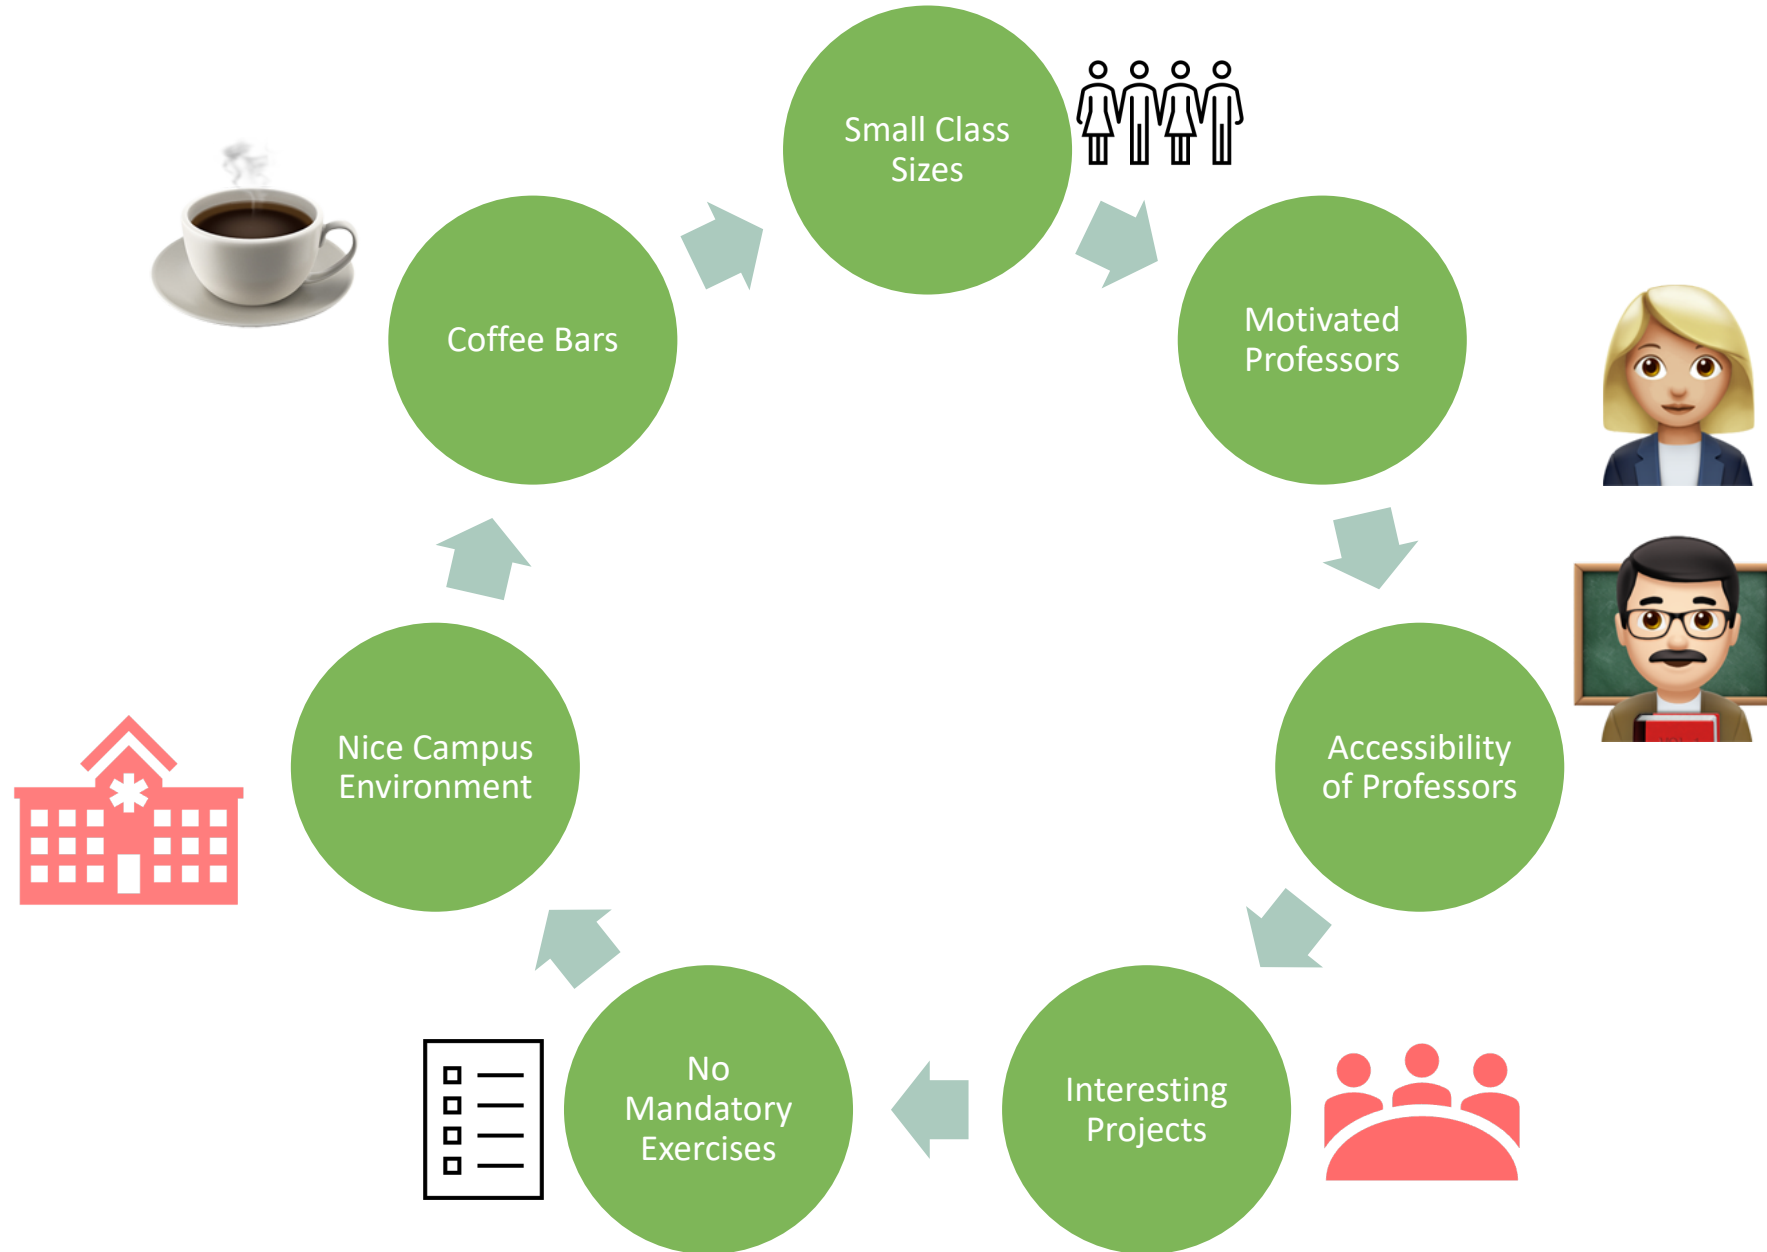 Small Class
Sizes
Motivated
Professors
Accessibility
of Professors
Interesting
Projects
No
Mandatory
Exercises
Nice Campus
Environment
Coffee Bars